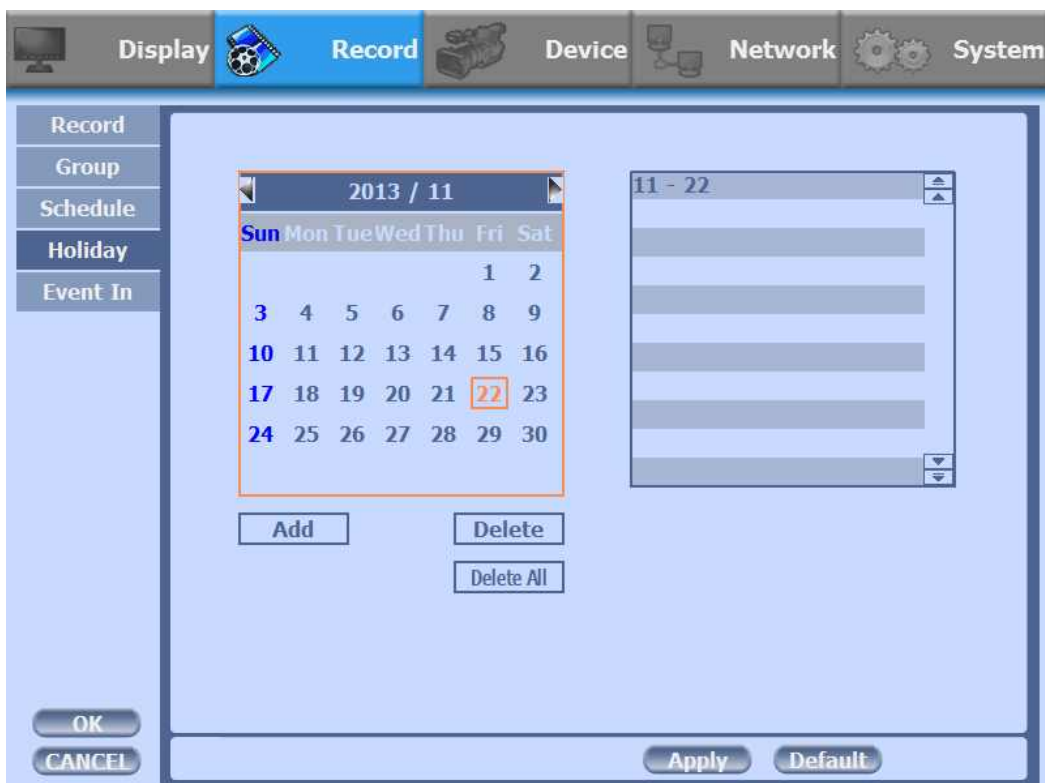 Display Record Device Network System
Record
Group
Schedule
Holiday
Event In
2013 / 11
Sun Mon Tue Wed Thu Fri Sat
1 2
3 4 5 6 7 8 9
10 11 12 13 14 15 16
17 18 19 20 21 22 23
24 25 26 27 28 29 30
Add Delete
Delete All
11 - 22
OK
CANCEL
Apply Default